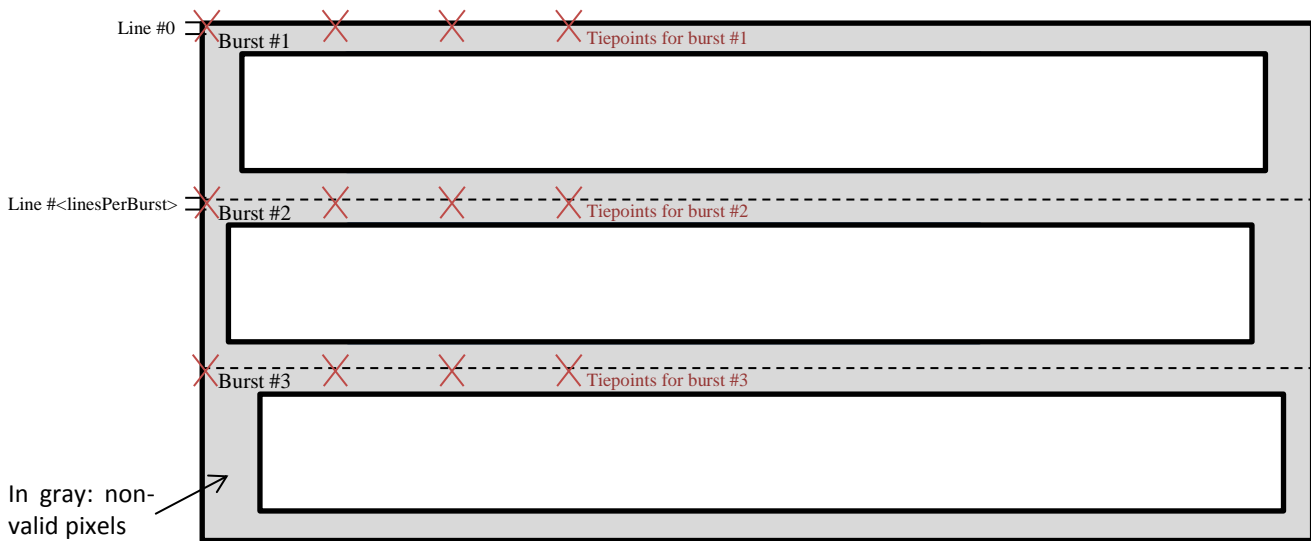 Line #0
Burst #1
Tiepoints for burst #1
Line #<linesPerBurst>
Burst #2
Tiepoints for burst #2
Burst #3
Tiepoints for burst #3
In gray: non-
valid pixels